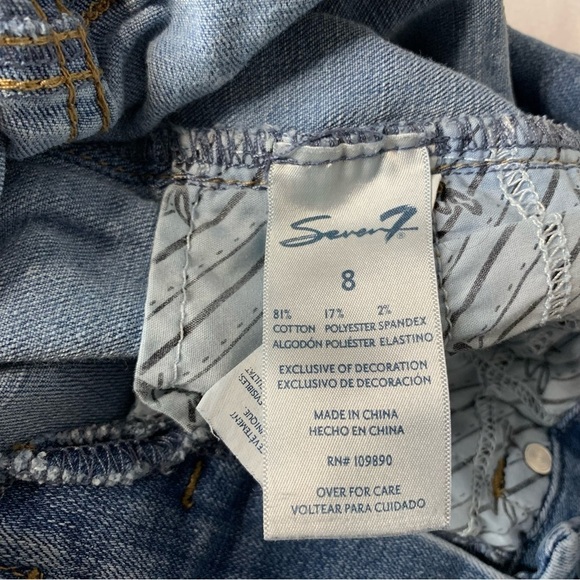 Seven7®
8
81% 17% 2%
COTTON POLYESTER SPANDEX
ALGODÓN POLIÉSTER ELASTINO
EXCLUSIVE OF DECORATION
EXCLUSIVO DE DECORACIÓN
MADE IN CHINA
HECHO EN CHINA
RN# 109890
OVER FOR CARE
VOLTEAR PARA CUIDADO